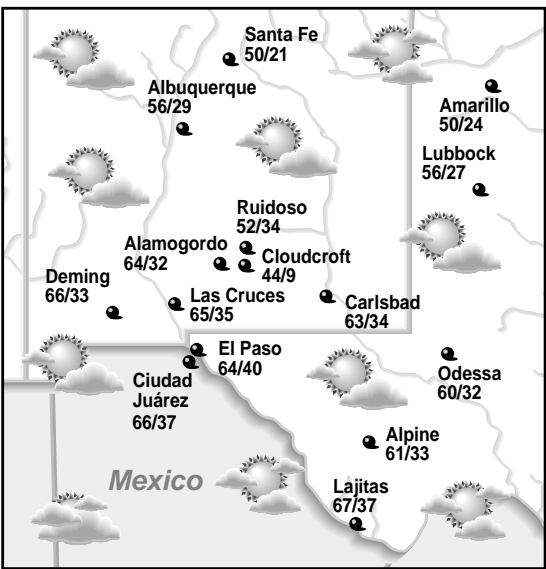 Santa Fe
50/21
Albuquerque
56/29
Amarillo
50/24
Lubbock
56/27
Ruidoso
52/34
Alamogordo
64/32
Cloudcroft
44/9
Deming
66/33
Las Cruces
65/35
Carlsbad
63/34
El Paso
64/40
Ciudad
Juárez
66/37
Odessa
60/32
Alpine
61/33
Mexico
Lajitas
67/37